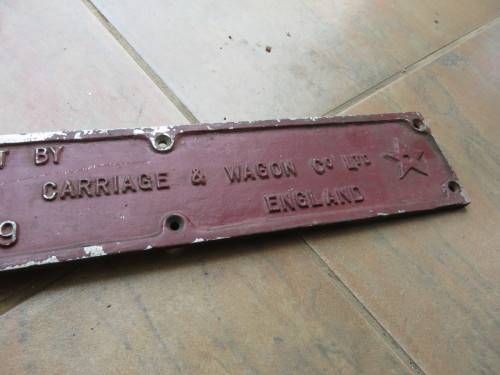 T BY
CARRIAGE & WAGON Co LTD
ENGLAND
9